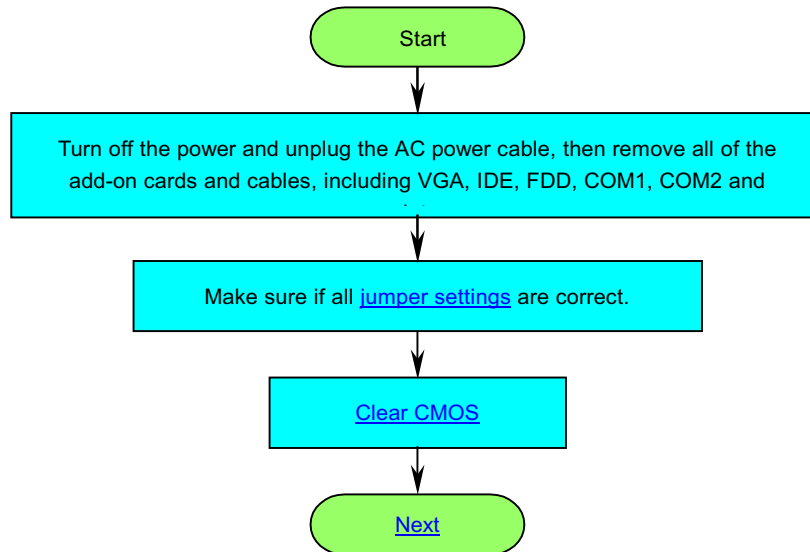 Start
Turn off the power and unplug the AC power cable, then remove all of the
add-on cards and cables, including VGA, IDE, FDD, COM1, COM2 and
Make sure if all jumper settings are correct.
Clear CMOS
Next